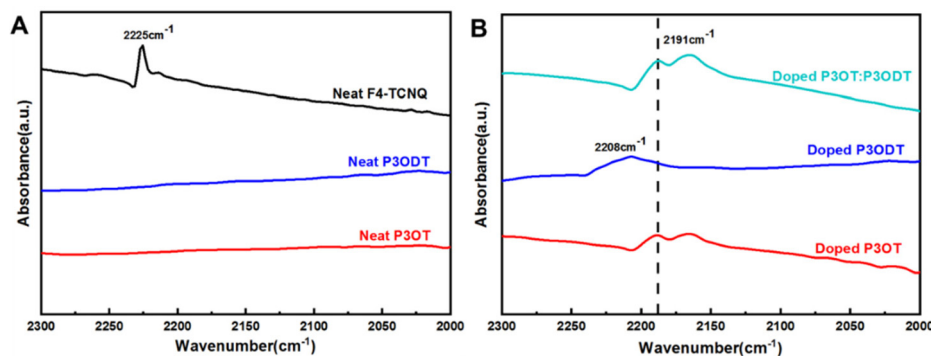 A
2225cm-1
Neat F4-TCNQ
Neat P3ODT
Neat P3OT
Absorbance(a.u.)
2300 2250 2200 2150 2100 2050 2000
Wavenumber(cm-1)
B
2191cm-1
Doped P3OT:P3ODT
2208cm-1
Doped P3ODT
Doped P3OT
Absorbance(a.u.)
2300 2250 2200 2150 2100 2050 2000
Wavenumber(cm-1)